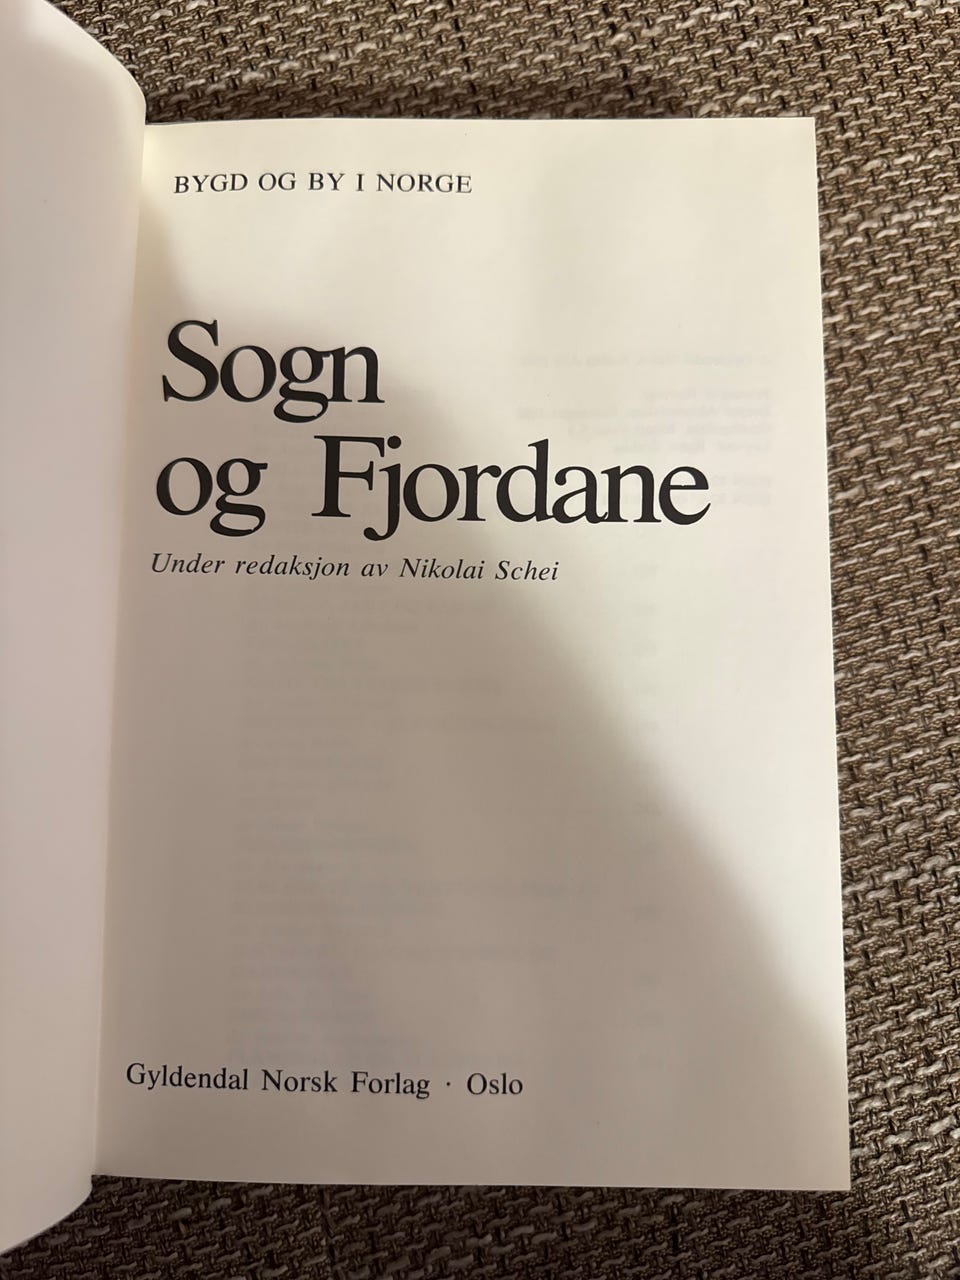 BYGD OG BY I NORGE
Sogn
og Fjordane
Under redaksjon av Nikolai Schei
Gyldendal Norsk Forlag · Oslo